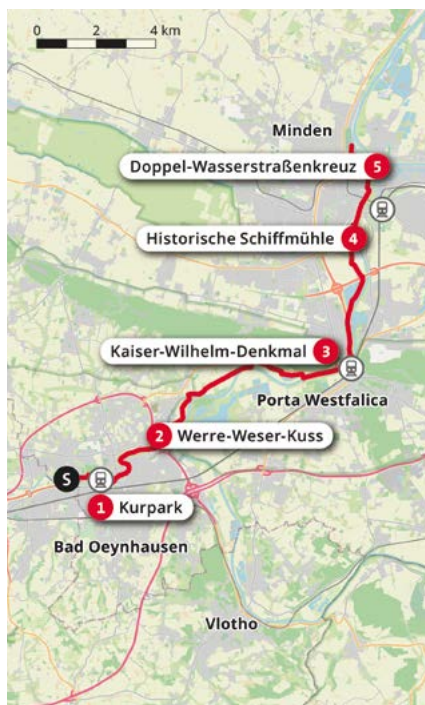 0 2 4 km
Minden
Doppel-Wasserstraßenkreuz 5
Historische Schiffmühle 4
Kaiser-Wilhelm-Denkmal 3
Porta Westfalica
2 Werre-Weser-Kuss
S
1 Kurpark
Bad Oeynhausen
Vlotho